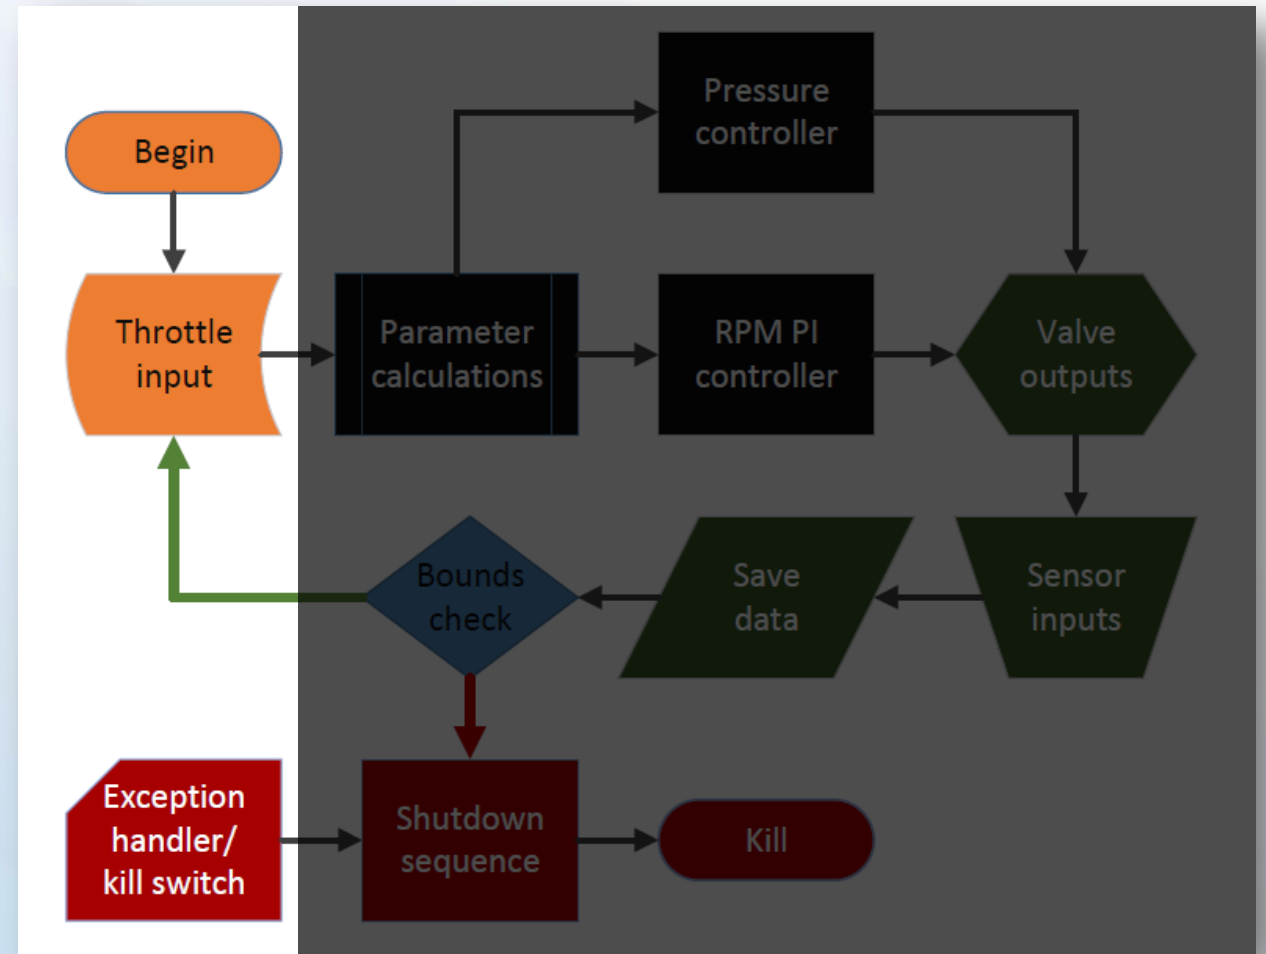 Begin
Throttle
input
Parameter
calculations
Pressure
controller
RPM PI
controller
Valve
outputs
Sensor
inputs
Save
data
Bounds
check
Exception
handler/
kill switch
Shutdown
sequence
Kill